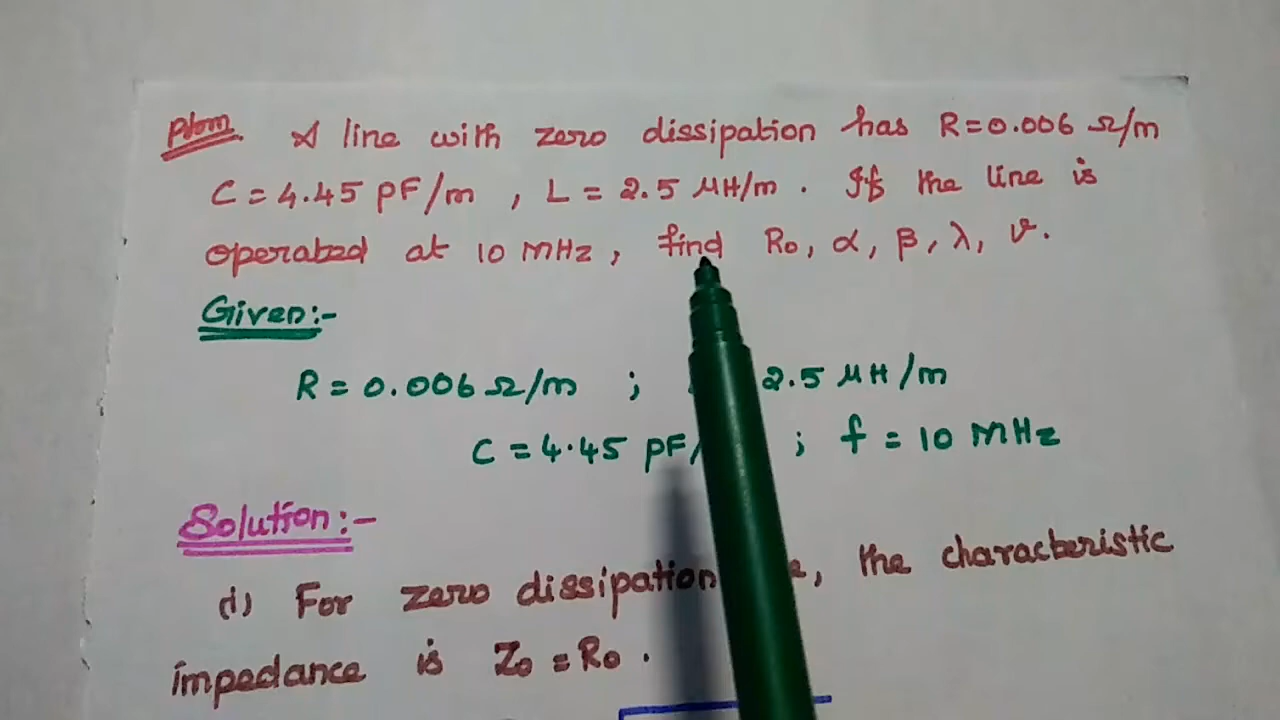 Pbm A line with zero dissipation has R=0.006 Ω/m
C = 4.45 PF/m , L = 2.5 μH/m . If the line is
operated at 10 MHz, find R₀, α, β, λ, v.
Given:-
R = 0.006 Ω/m ; 2.5 μH/m
C = 4.45 PF/ ; f = 10 MHz
Solution:-
(i) For zero dissipation , the characteristic
impedance is Z₀ = R₀ .